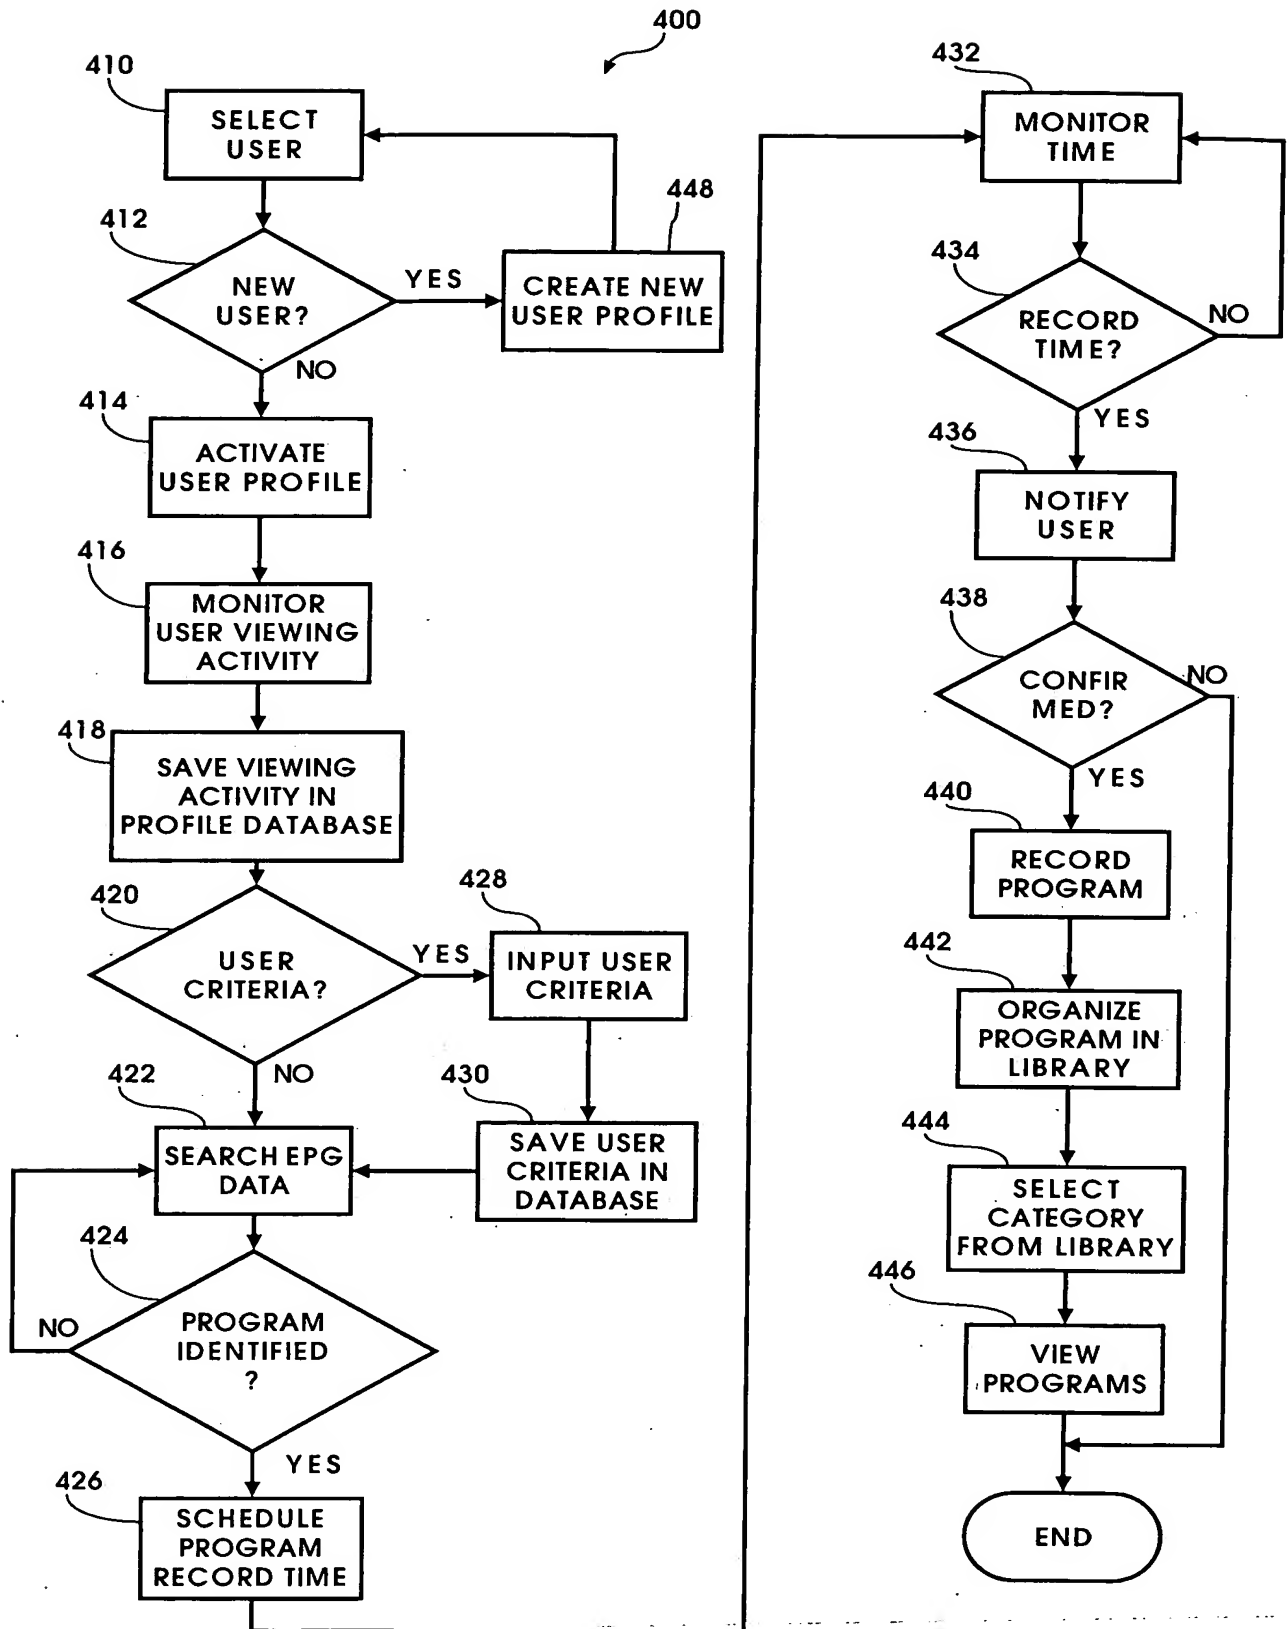 400
410
SELECT
USER
412
NEW
USER?
YES
448
CREATE NEW
USER PROFILE
NO
414
ACTIVATE
USER PROFILE
416
MONITOR
USER VIEWING
ACTIVITY
418
SAVE VIEWING
ACTIVITY IN
PROFILE DATABASE
420
USER
CRITERIA?
YES
428
INPUT USER
CRITERIA
NO
422
SEARCH EPG
DATA
430
SAVE USER
CRITERIA IN
DATABASE
424
PROGRAM
IDENTIFIED
?
NO
YES
426
SCHEDULE
PROGRAM
RECORD TIME
432
MONITOR
TIME
434
RECORD
TIME?
NO
YES
436
NOTIFY
USER
438
CONFIR
MED?
NO
YES
440
RECORD
PROGRAM
442
ORGANIZE
PROGRAM IN
LIBRARY
444
SELECT
CATEGORY
FROM LIBRARY
446
VIEW
PROGRAMS
END